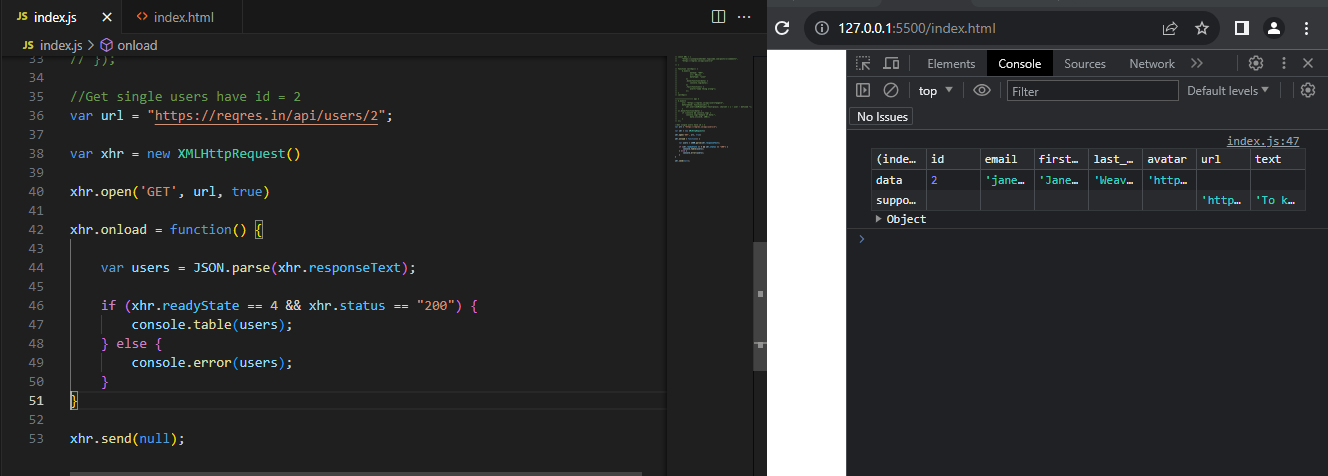 JS index.js × <> index.html
JS index.js > onload
33 // });
34
35 //Get single users have id = 2
36 var url = "https://reqres.in/api/users/2";
37
38 var xhr = new XMLHttpRequest()
39
40 xhr.open('GET', url, true)
41
42 xhr.onload = function() {
43
44 var users = JSON.parse(xhr.responseText);
45
46 if (xhr.readyState == 4 && xhr.status == "200") {
47 console.table(users);
48 } else {
49 console.error(users);
50 }
51 }
52
53 xhr.send(null);
127.0.0.1:5500/index.html
Elements Console Sources Network »
top Filter Default levels
No Issues
index.js:47
(inde… id email first… last_… avatar url text
data 2 'jane… 'Jane… 'Weav… 'http…
suppo… 'http… 'To k…
Object